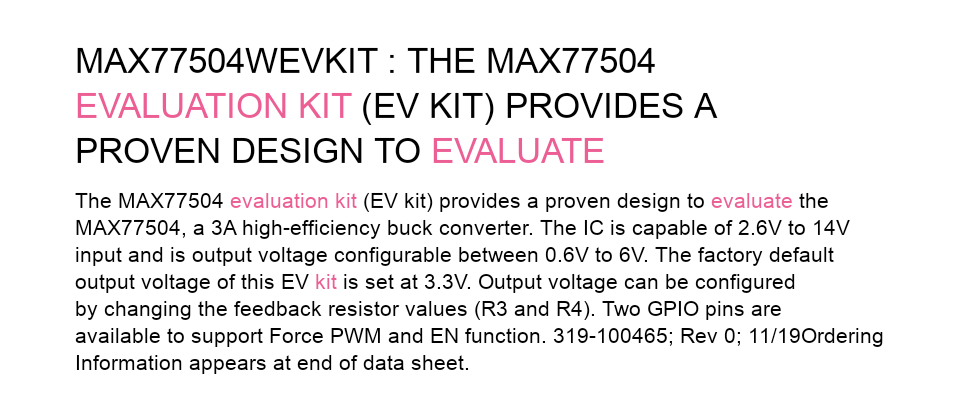 MAX77504WEVKIT : THE MAX77504
EVALUATION KIT (EV KIT) PROVIDES A
PROVEN DESIGN TO EVALUATE
The MAX77504 evaluation kit (EV kit) provides a proven design to evaluate the
MAX77504, a 3A high-efficiency buck converter. The IC is capable of 2.6V to 14V
input and is output voltage configurable between 0.6V to 6V. The factory default
output voltage of this EV kit is set at 3.3V. Output voltage can be configured
by changing the feedback resistor values (R3 and R4). Two GPIO pins are
available to support Force PWM and EN function. 319-100465; Rev 0; 11/19Ordering
Information appears at end of data sheet.